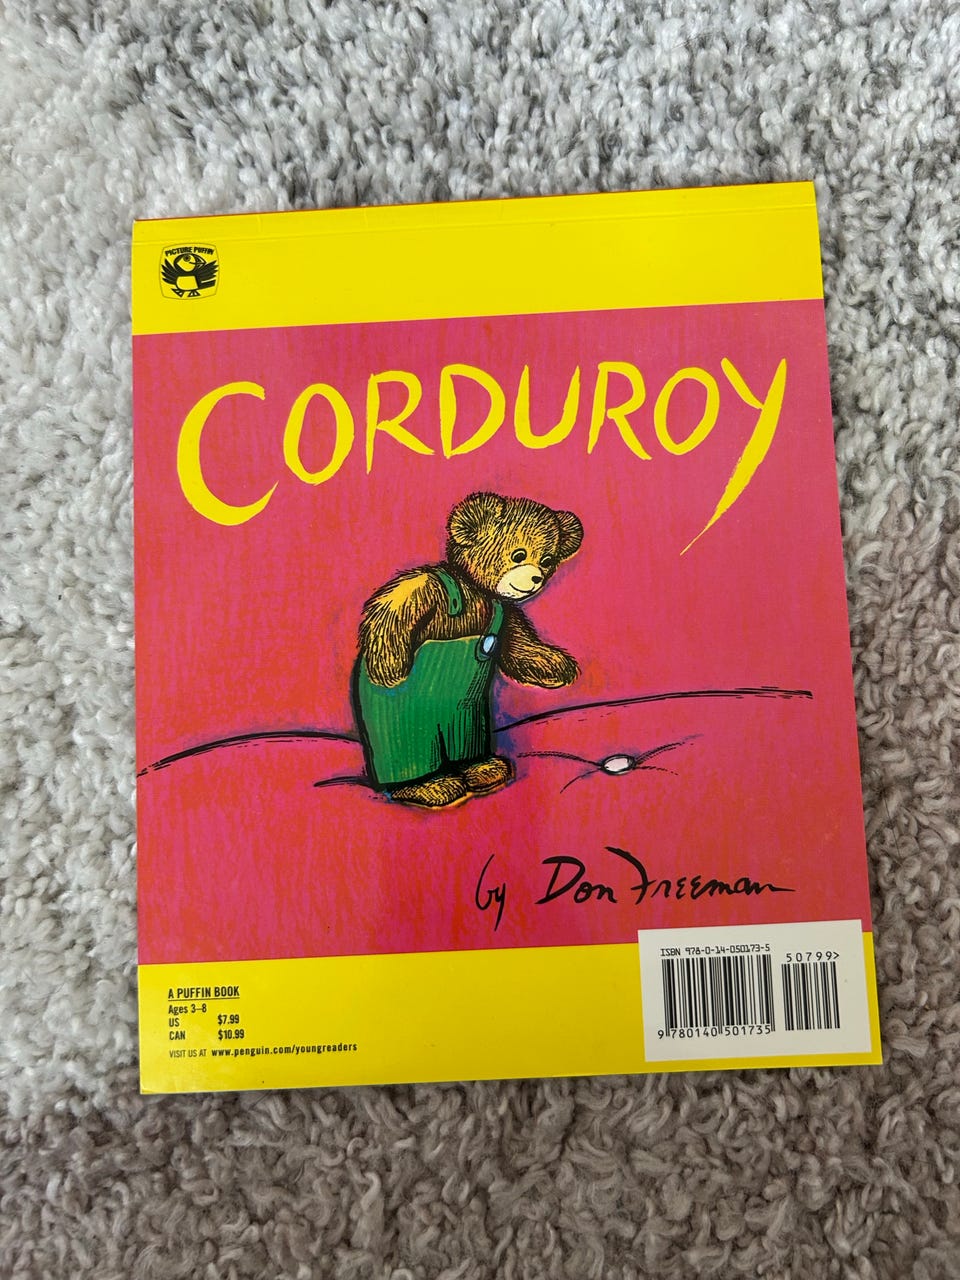 PICTURE PUFFIN
CORDUROY
by Don Freeman
ISBN 978-0-14-050173-5
50799>
9 780140 501735
A PUFFIN BOOK
Ages 3–8
US $7.99
CAN $10.99
VISIT US AT www.penguin.com/youngreaders